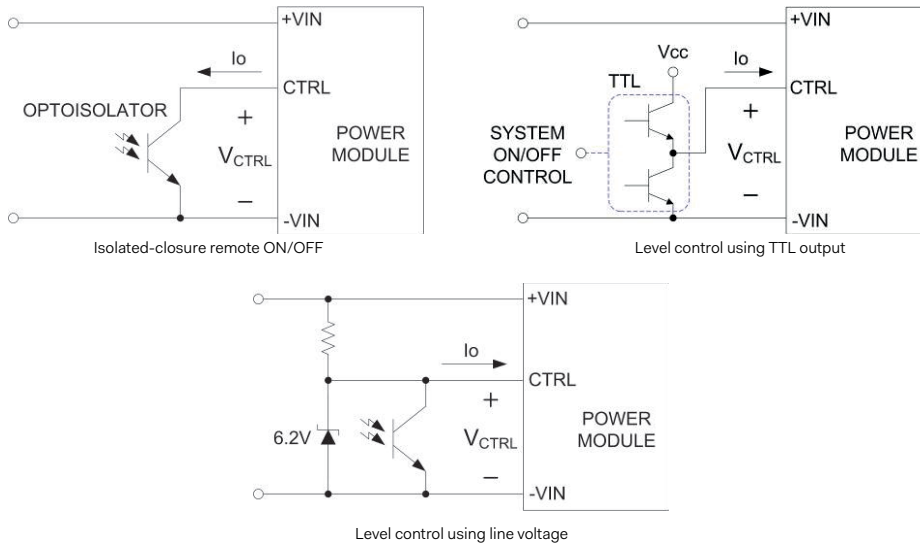 +VIN
Io
CTRL
OPTOISOLATOR
+
VCTRL
−
POWER
MODULE
-VIN
Isolated-closure remote ON/OFF
+VIN
Vcc
Io
TTL
CTRL
SYSTEM
ON/OFF
CONTROL
+
VCTRL
−
POWER
MODULE
-VIN
Level control using TTL output
+VIN
Io
CTRL
6.2V
+
VCTRL
−
POWER
MODULE
-VIN
Level control using line voltage